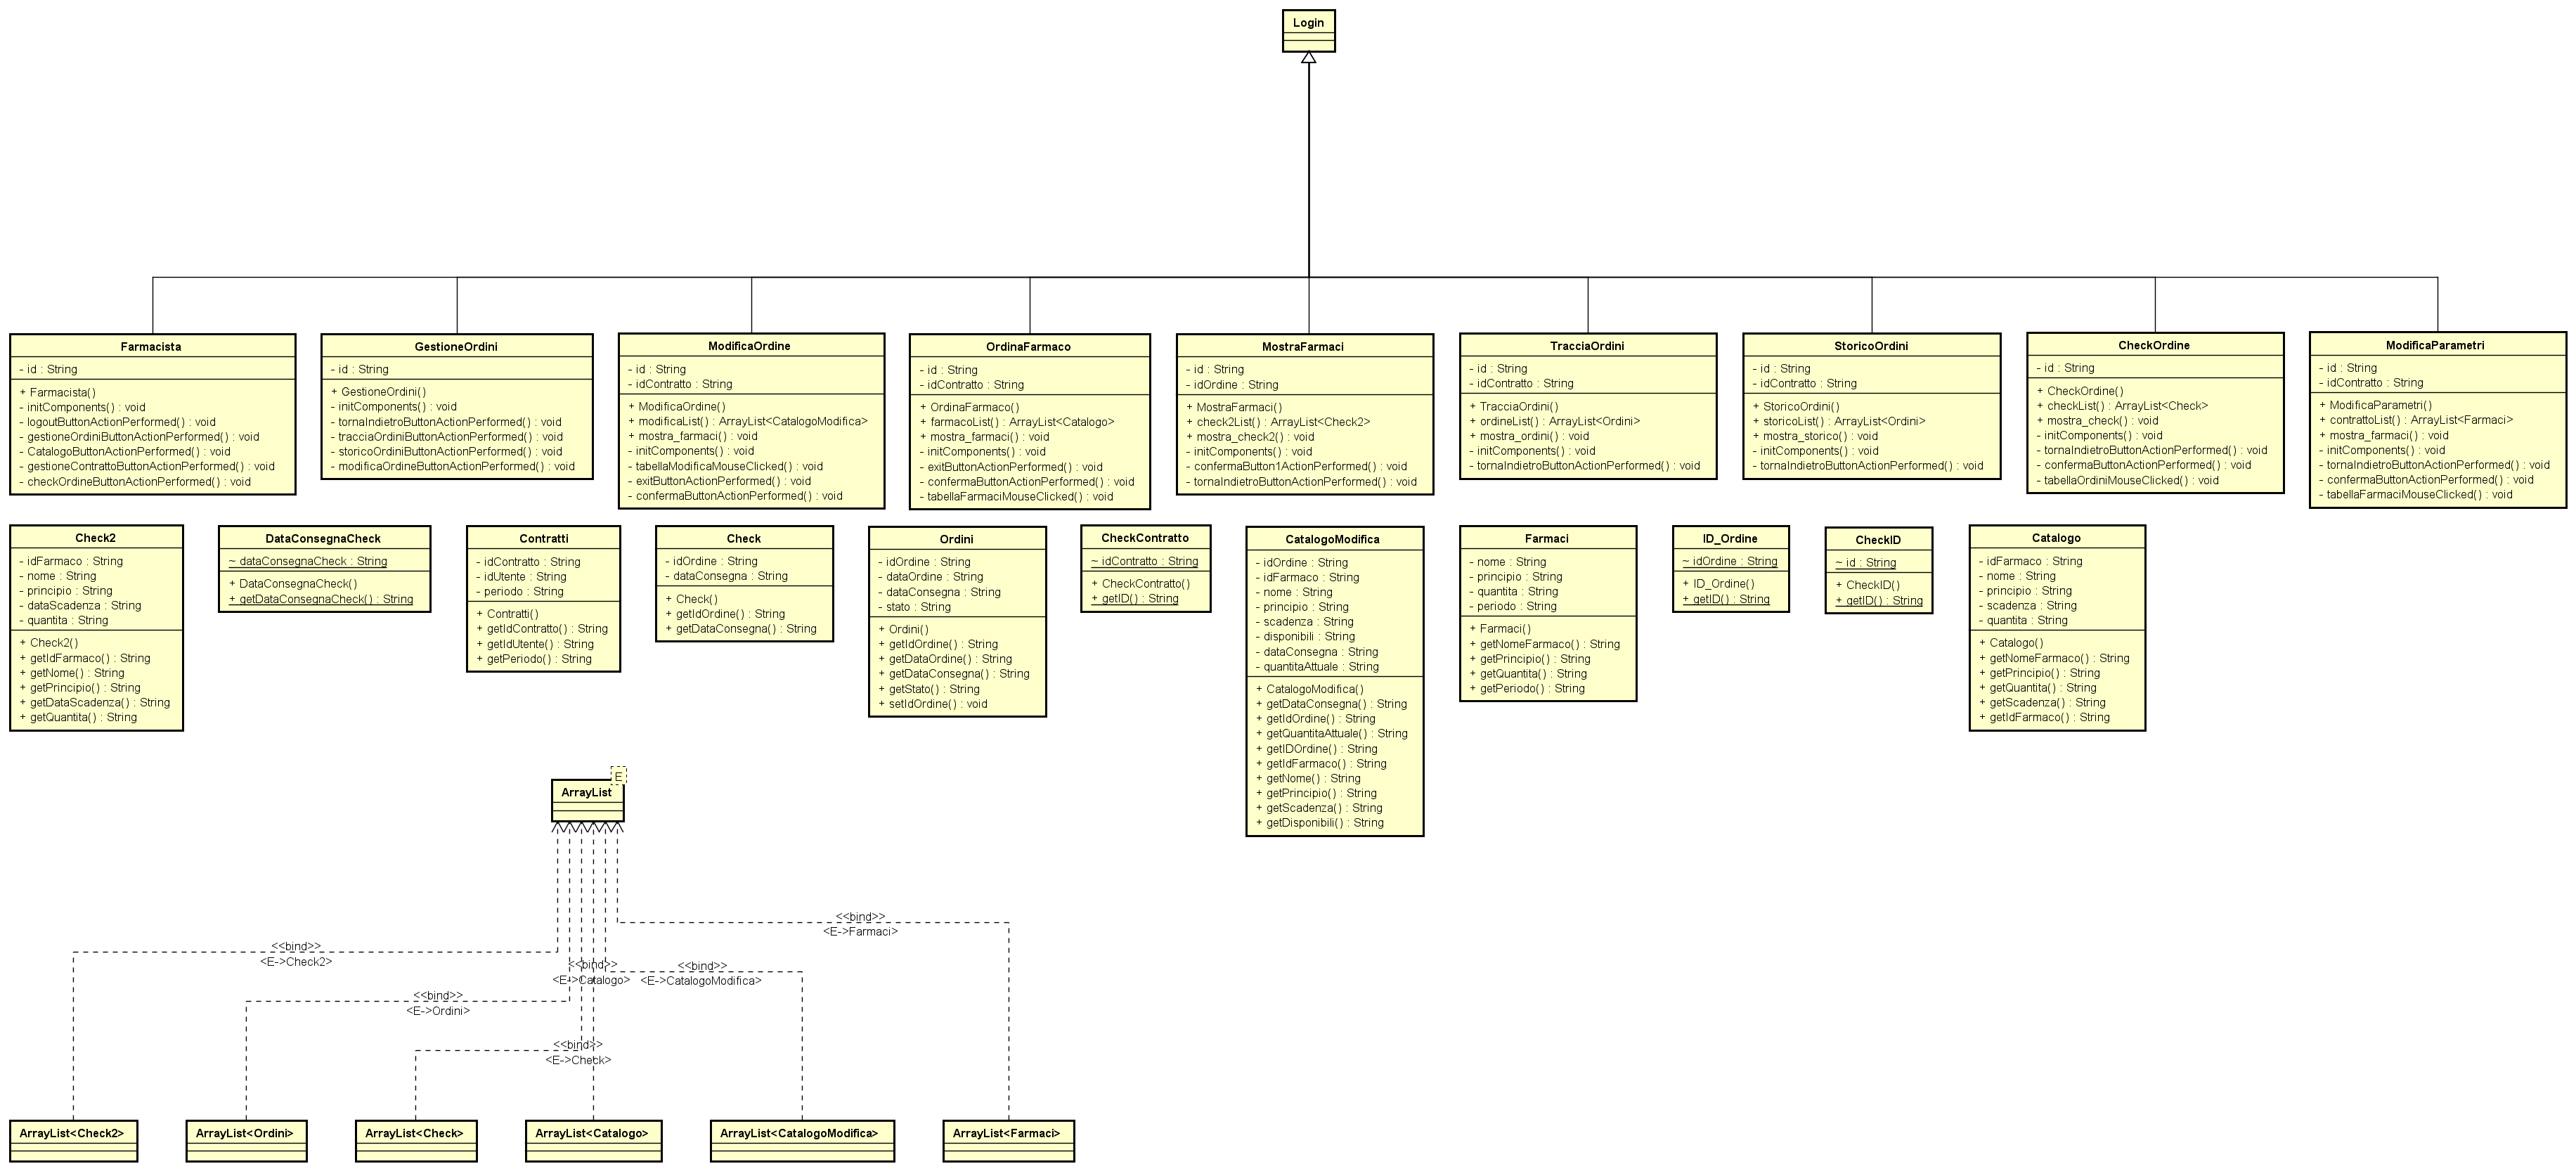 Login
Farmacista
- id : String
+ Farmacista()
- initComponents() : void
- logoutButtonActionPerformed() : void
- gestioneOrdiniButtonActionPerformed() : void
- CatalogoButtonActionPerformed() : void
- gestioneContrattoButtonActionPerformed() : void
- checkOrdineButtonActionPerformed() : void
GestioneOrdini
- id : String
+ GestioneOrdini()
- initComponents() : void
- tornaIndietroButtonActionPerformed() : void
- tracciaOrdiniButtonActionPerformed() : void
- storicoOrdiniButtonActionPerformed() : void
- modificaOrdineButtonActionPerformed() : void
ModificaOrdine
- id : String
- idContratto : String
+ ModificaOrdine()
+ modificaList() : ArrayList<CatalogoModifica>
+ mostra_farmaci() : void
- initComponents() : void
- tabellaModificaMouseClicked() : void
- exitButtonActionPerformed() : void
- confermaButtonActionPerformed() : void
OrdinaFarmaco
- id : String
- idContratto : String
+ OrdinaFarmaco()
+ farmacoList() : ArrayList<Catalogo>
+ mostra_farmaci() : void
- initComponents() : void
- exitButtonActionPerformed() : void
- confermaButtonActionPerformed() : void
- tabellaFarmaciMouseClicked() : void
MostraFarmaci
- id : String
- idOrdine : String
+ MostraFarmaci()
+ check2List() : ArrayList<Check2>
+ mostra_check2() : void
- initComponents() : void
- confermaButton1ActionPerformed() : void
- tornaIndietroButtonActionPerformed() : void
TracciaOrdini
- id : String
- idContratto : String
+ TracciaOrdini()
+ ordineList() : ArrayList<Ordini>
+ mostra_ordini() : void
- initComponents() : void
- tornaIndietroButtonActionPerformed() : void
StoricoOrdini
- id : String
- idContratto : String
+ StoricoOrdini()
+ storicoList() : ArrayList<Ordini>
+ mostra_storico() : void
- initComponents() : void
- tornaIndietroButtonActionPerformed() : void
CheckOrdine
- id : String
+ CheckOrdine()
+ checkList() : ArrayList<Check>
+ mostra_check() : void
- initComponents() : void
- tornaIndietroButtonActionPerformed() : void
- confermaButtonActionPerformed() : void
- tabellaOrdiniMouseClicked() : void
ModificaParametri
- id : String
- idContratto : String
+ ModificaParametri()
+ contrattoList() : ArrayList<Farmaci>
+ mostra_farmaci() : void
- initComponents() : void
- tornaIndietroButtonActionPerformed() : void
- confermaButtonActionPerformed() : void
- tabellaFarmaciMouseClicked() : void
Check2
- idFarmaco : String
- nome : String
- principio : String
- dataScadenza : String
- quantita : String
+ Check2()
+ getIdFarmaco() : String
+ getNome() : String
+ getPrincipio() : String
+ getDataScadenza() : String
+ getQuantita() : String
DataConsegnaCheck
~ dataConsegnaCheck : String
+ DataConsegnaCheck()
+ getDataConsegnaCheck() : String
Contratti
- idContratto : String
- idUtente : String
- periodo : String
+ Contratti()
+ getIdContratto() : String
+ getIdUtente() : String
+ getPeriodo() : String
Check
- idOrdine : String
- dataConsegna : String
+ Check()
+ getIdOrdine() : String
+ getDataConsegna() : String
Ordini
- idOrdine : String
- dataOrdine : String
- dataConsegna : String
- stato : String
+ Ordini()
+ getIdOrdine() : String
+ getDataOrdine() : String
+ getDataConsegna() : String
+ getStato() : String
+ setIdOrdine() : void
CheckContratto
~ idContratto : String
+ CheckContratto()
+ getID() : String
CatalogoModifica
- idOrdine : String
- idFarmaco : String
- nome : String
- principio : String
- scadenza : String
- disponibili : String
- dataConsegna : String
- quantitaAttuale : String
+ CatalogoModifica()
+ getDataConsegna() : String
+ getIdOrdine() : String
+ getQuantitaAttuale() : String
+ getIDOrdine() : String
+ getIdFarmaco() : String
+ getNome() : String
+ getPrincipio() : String
+ getScadenza() : String
+ getDisponibili() : String
Farmaci
- nome : String
- principio : String
- quantita : String
- periodo : String
+ Farmaci()
+ getNomeFarmaco() : String
+ getPrincipio() : String
+ getQuantita() : String
+ getPeriodo() : String
ID_Ordine
~ idOrdine : String
+ ID_Ordine()
+ getID() : String
CheckID
~ id : String
+ CheckID()
+ getID() : String
Catalogo
- idFarmaco : String
- nome : String
- principio : String
- scadenza : String
- quantita : String
+ Catalogo()
+ getNomeFarmaco() : String
+ getPrincipio() : String
+ getQuantita() : String
+ getScadenza() : String
+ getIdFarmaco() : String
E
ArrayList
<<bind>>
<E->Farmaci>
<<bind>>
<E->Check2>
<<bind>>
<E->Catalogo>
<<bind>>
<E->CatalogoModifica>
<<bind>>
<E->Ordini>
<<bind>>
<E->Check>
ArrayList<Check2>
ArrayList<Ordini>
ArrayList<Check>
ArrayList<Catalogo>
ArrayList<CatalogoModifica>
ArrayList<Farmaci>